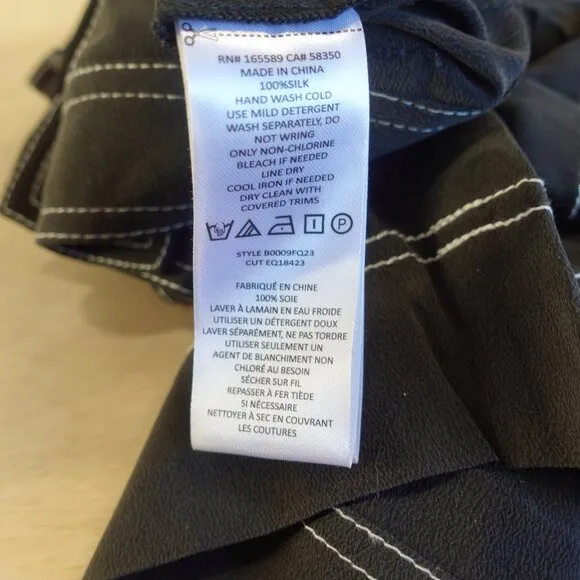 RN# 165589 CA# 58350
MADE IN CHINA
100%SILK
HAND WASH COLD
USE MILD DETERGENT
WASH SEPARATELY, DO
NOT WRING
ONLY NON-CHLORINE
BLEACH IF NEEDED
LINE DRY
COOL IRON IF NEEDED
DRY CLEAN WITH
COVERED TRIMS
P
STYLE B0009FQ23
CUT EQ18423
FABRIQUÉ EN CHINE
100% SOIE
LAVER À LAMAIN EN EAU FROIDE
UTILISER UN DÉTERGENT DOUX
LAVER SÉPARÉMENT, NE PAS TORDRE
UTILISER SEULEMENT UN
AGENT DE BLANCHIMENT NON
CHLORÉ AU BESOIN
SÉCHER SUR FIL
REPASSER À FER TIÈDE
SI NÉCESSAIRE
NETTOYER À SEC EN COUVRANT
LES COUTURES